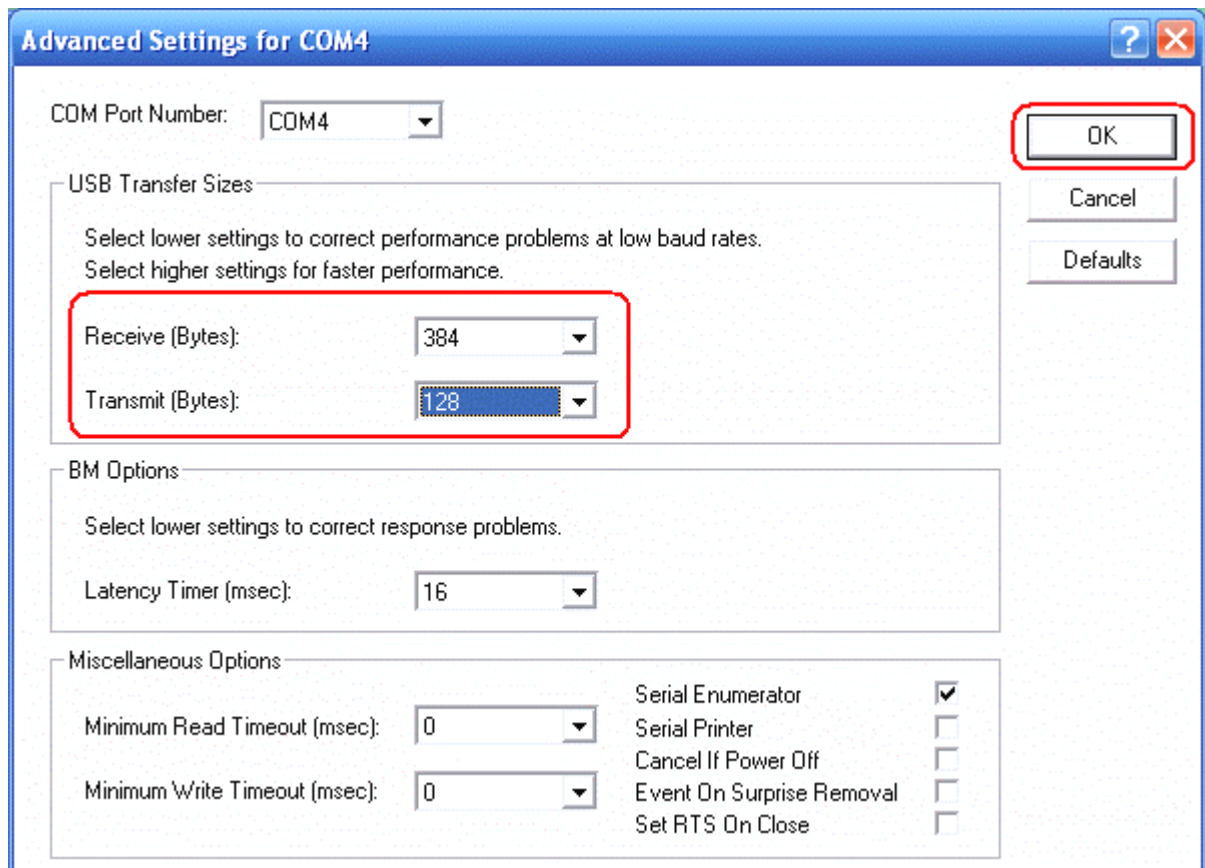 Advanced Settings for COM4
COM Port Number: COM4
OK
USB Transfer Sizes
Cancel
Select lower settings to correct performance problems at low baud rates.
Select higher settings for faster performance.
Defaults
Receive (Bytes): 384
Transmit (Bytes): 128
BM Options
Select lower settings to correct response problems.
Latency Timer (msec): 16
Miscellaneous Options
Serial Enumerator
Minimum Read Timeout (msec): 0
Serial Printer
Cancel If Power Off
Minimum Write Timeout (msec): 0
Event On Surprise Removal
Set RTS On Close